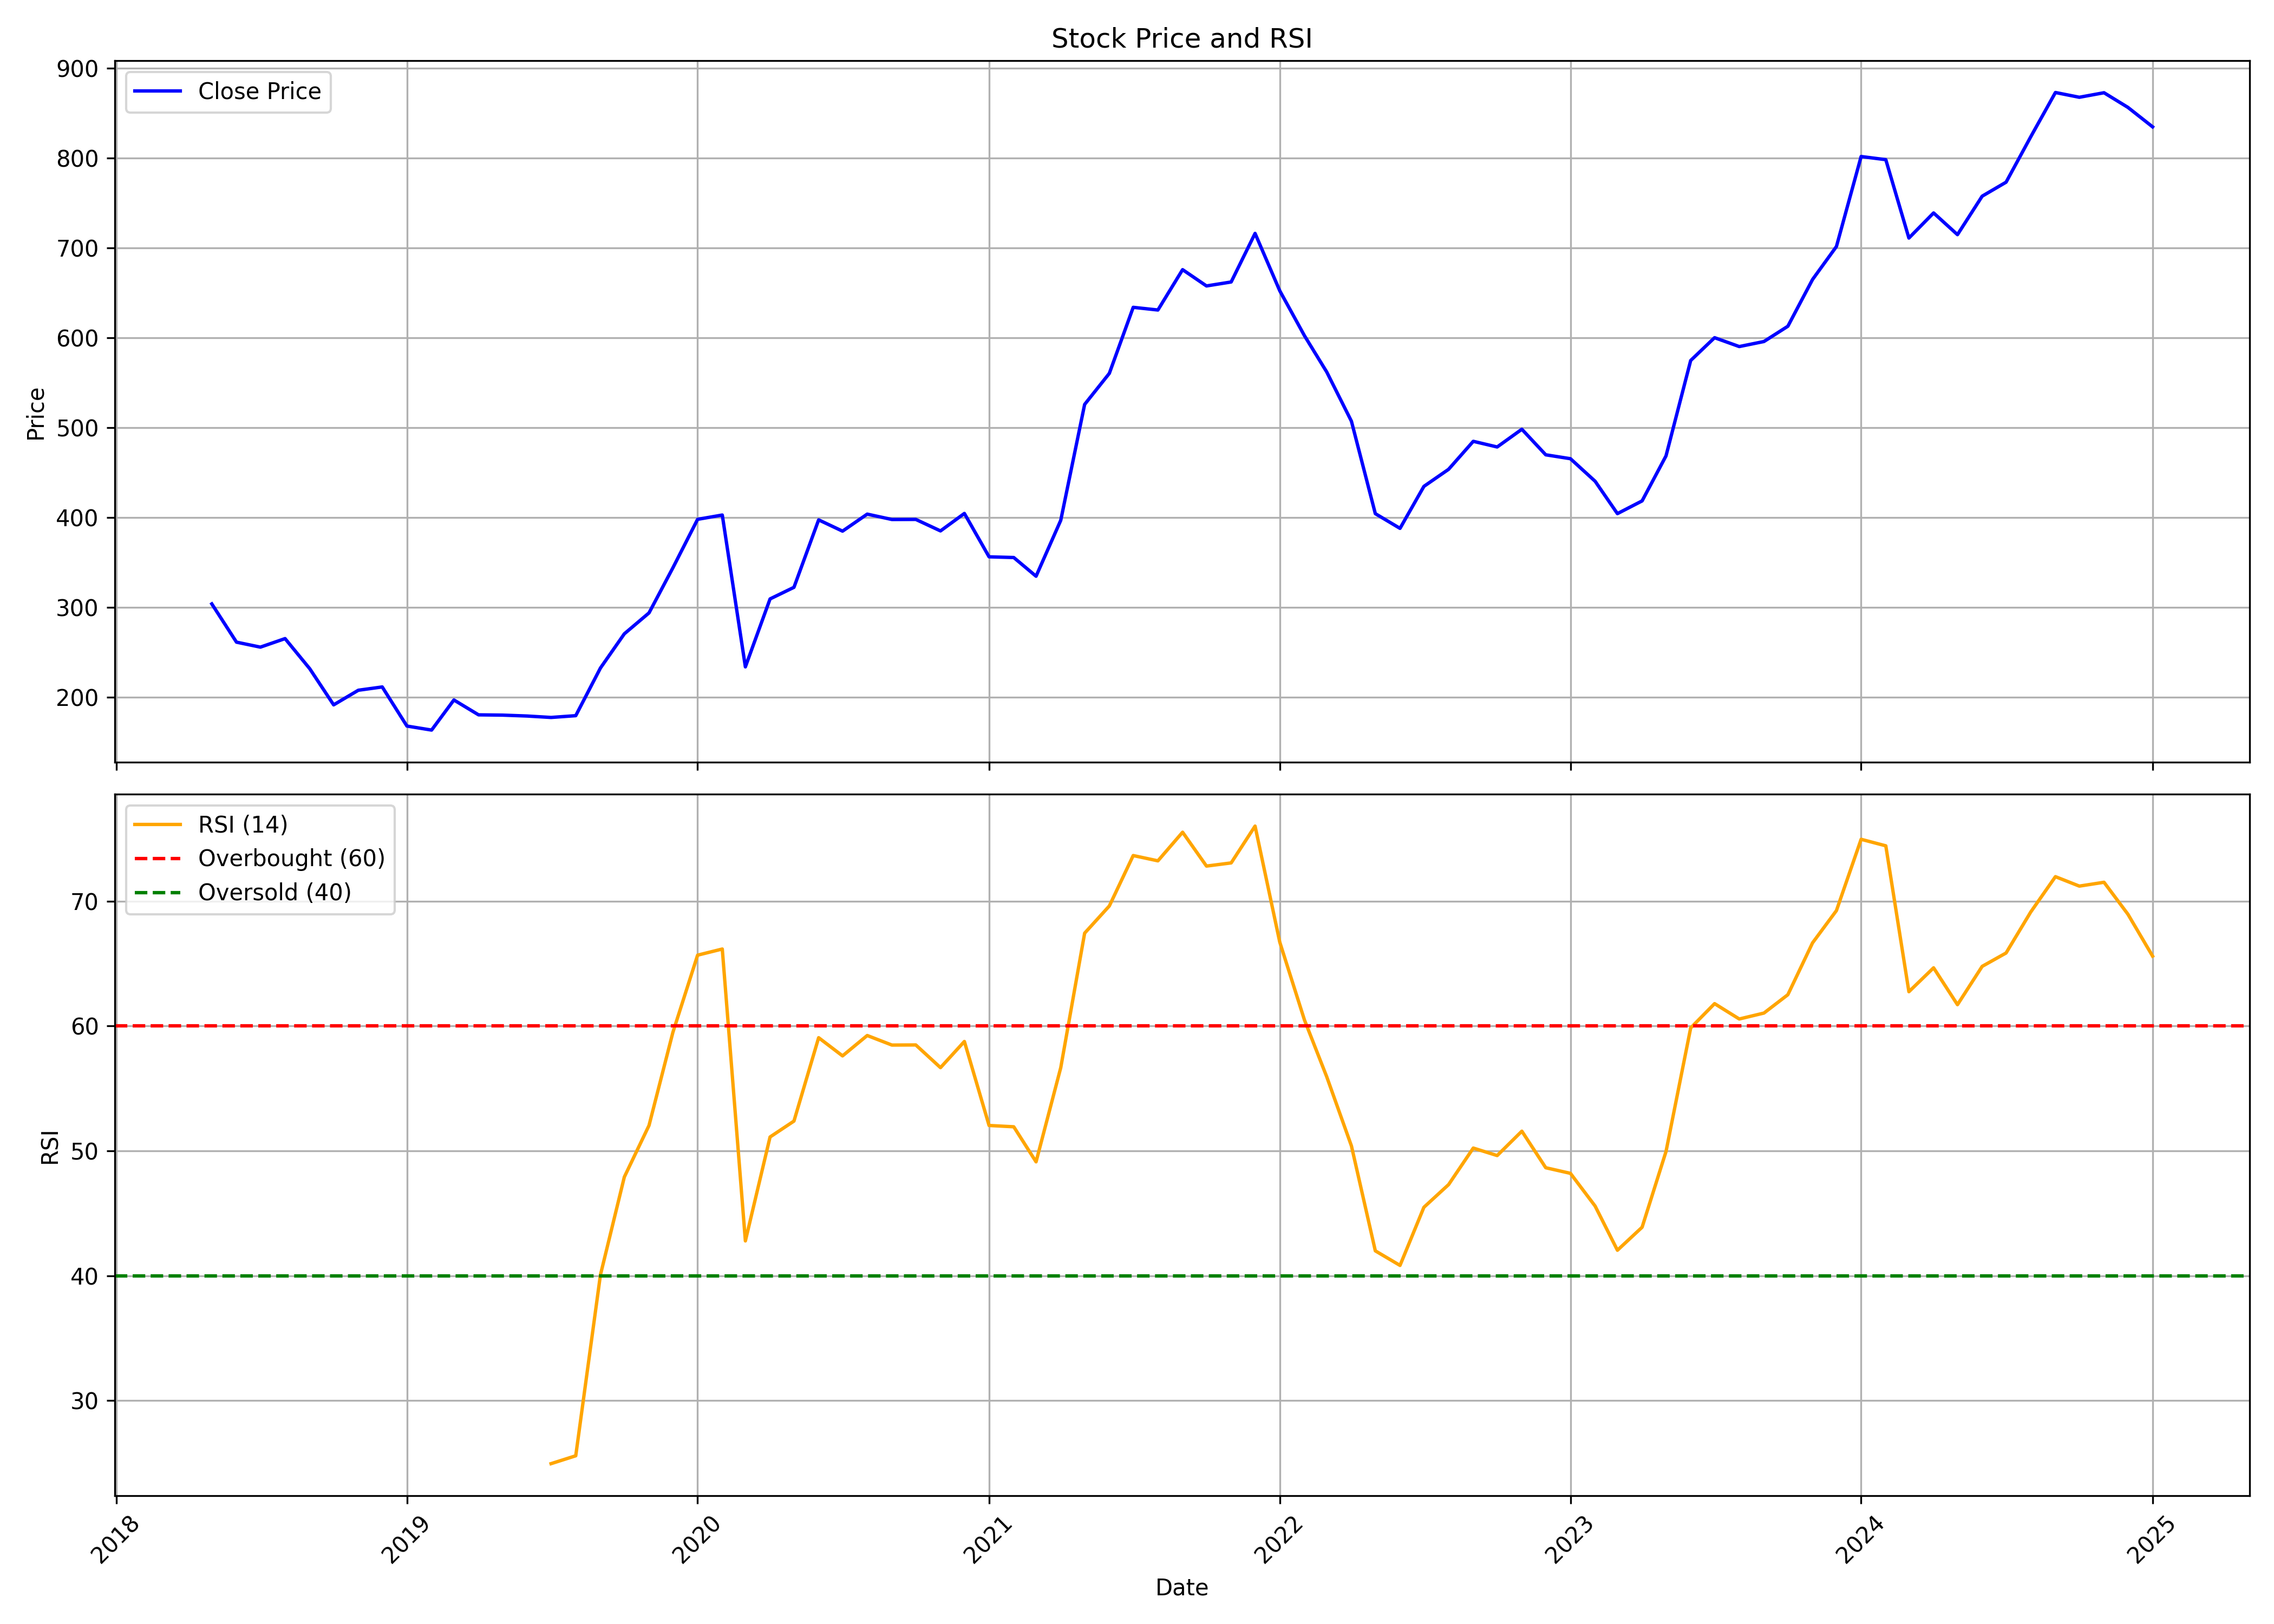 Stock Price and RSI
900
800
700
600
500
400
300
200
Price
Close Price
RSI (14)
Overbought (60)
Oversold (40)
70
60
50
40
30
RSI
2018
2019
2020
2021
2022
2023
2024
2025
Date